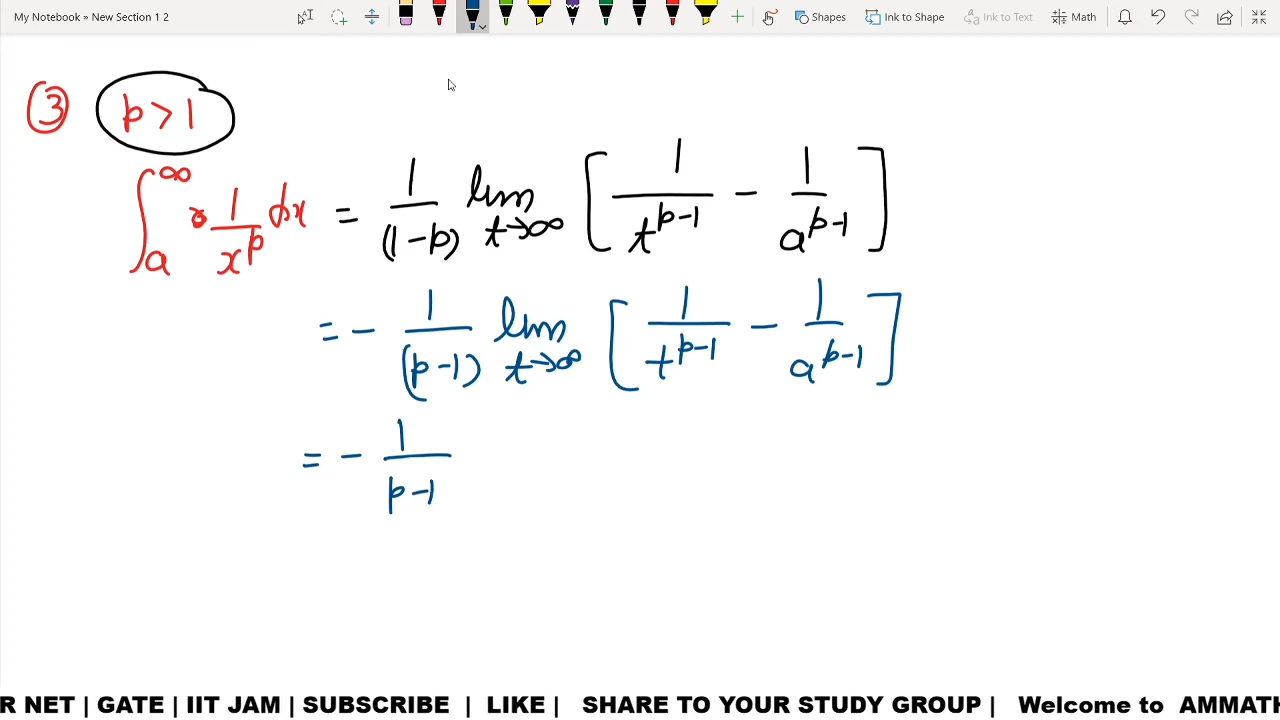 My Notebook » New Section 1 2
Shapes Ink to Shape Ink to Text Math
③ p > 1
∫ₐ^∞ 1/x^p dx = 1/(1-p) lim t→∞ [ 1/t^(p-1) - 1/a^(p-1) ]
= - 1/(p-1) lim t→∞ [ 1/t^(p-1) - 1/a^(p-1) ]
= - 1/p-1
R NET | GATE | IIT JAM | SUBSCRIBE | LIKE | SHARE TO YOUR STUDY GROUP | Welcome to AMMATH